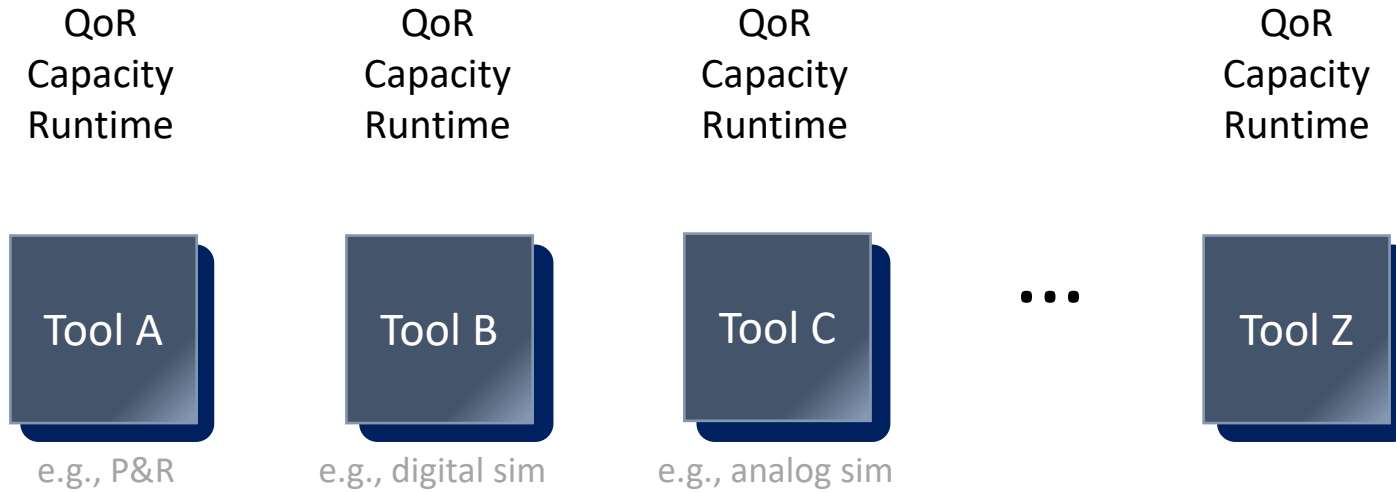 QoR
Capacity
Runtime
QoR
Capacity
Runtime
QoR
Capacity
Runtime
QoR
Capacity
Runtime
Tool A
Tool B
Tool C
...
Tool Z
e.g., P&R
e.g., digital sim
e.g., analog sim